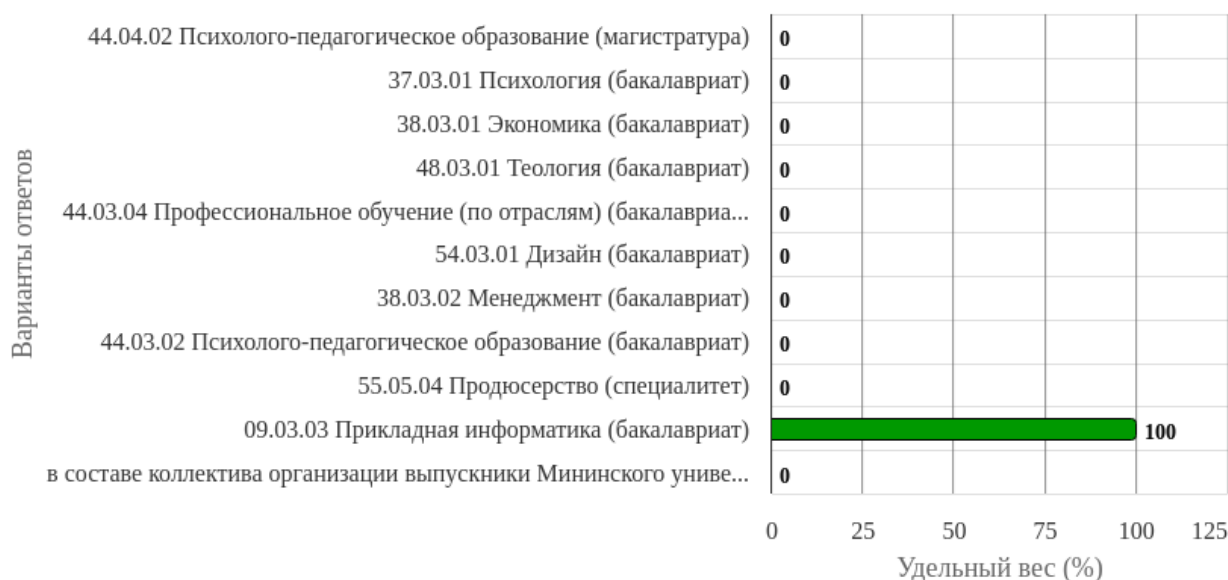 44.04.02 Психолого-педагогическое образование (магистратура) 0
37.03.01 Психология (бакалавриат) 0
38.03.01 Экономика (бакалавриат) 0
48.03.01 Теология (бакалавриат) 0
44.03.04 Профессиональное обучение (по отраслям) (бакалавриа... 0
54.03.01 Дизайн (бакалавриат) 0
38.03.02 Менеджмент (бакалавриат) 0
44.03.02 Психолого-педагогическое образование (бакалавриат) 0
55.05.04 Продюсерство (специалитет) 0
09.03.03 Прикладная информатика (бакалавриат) 100
в составе коллектива организации выпускники Мининского униве... 0
Варианты ответов
0 25 50 75 100 125
Удельный вес (%)